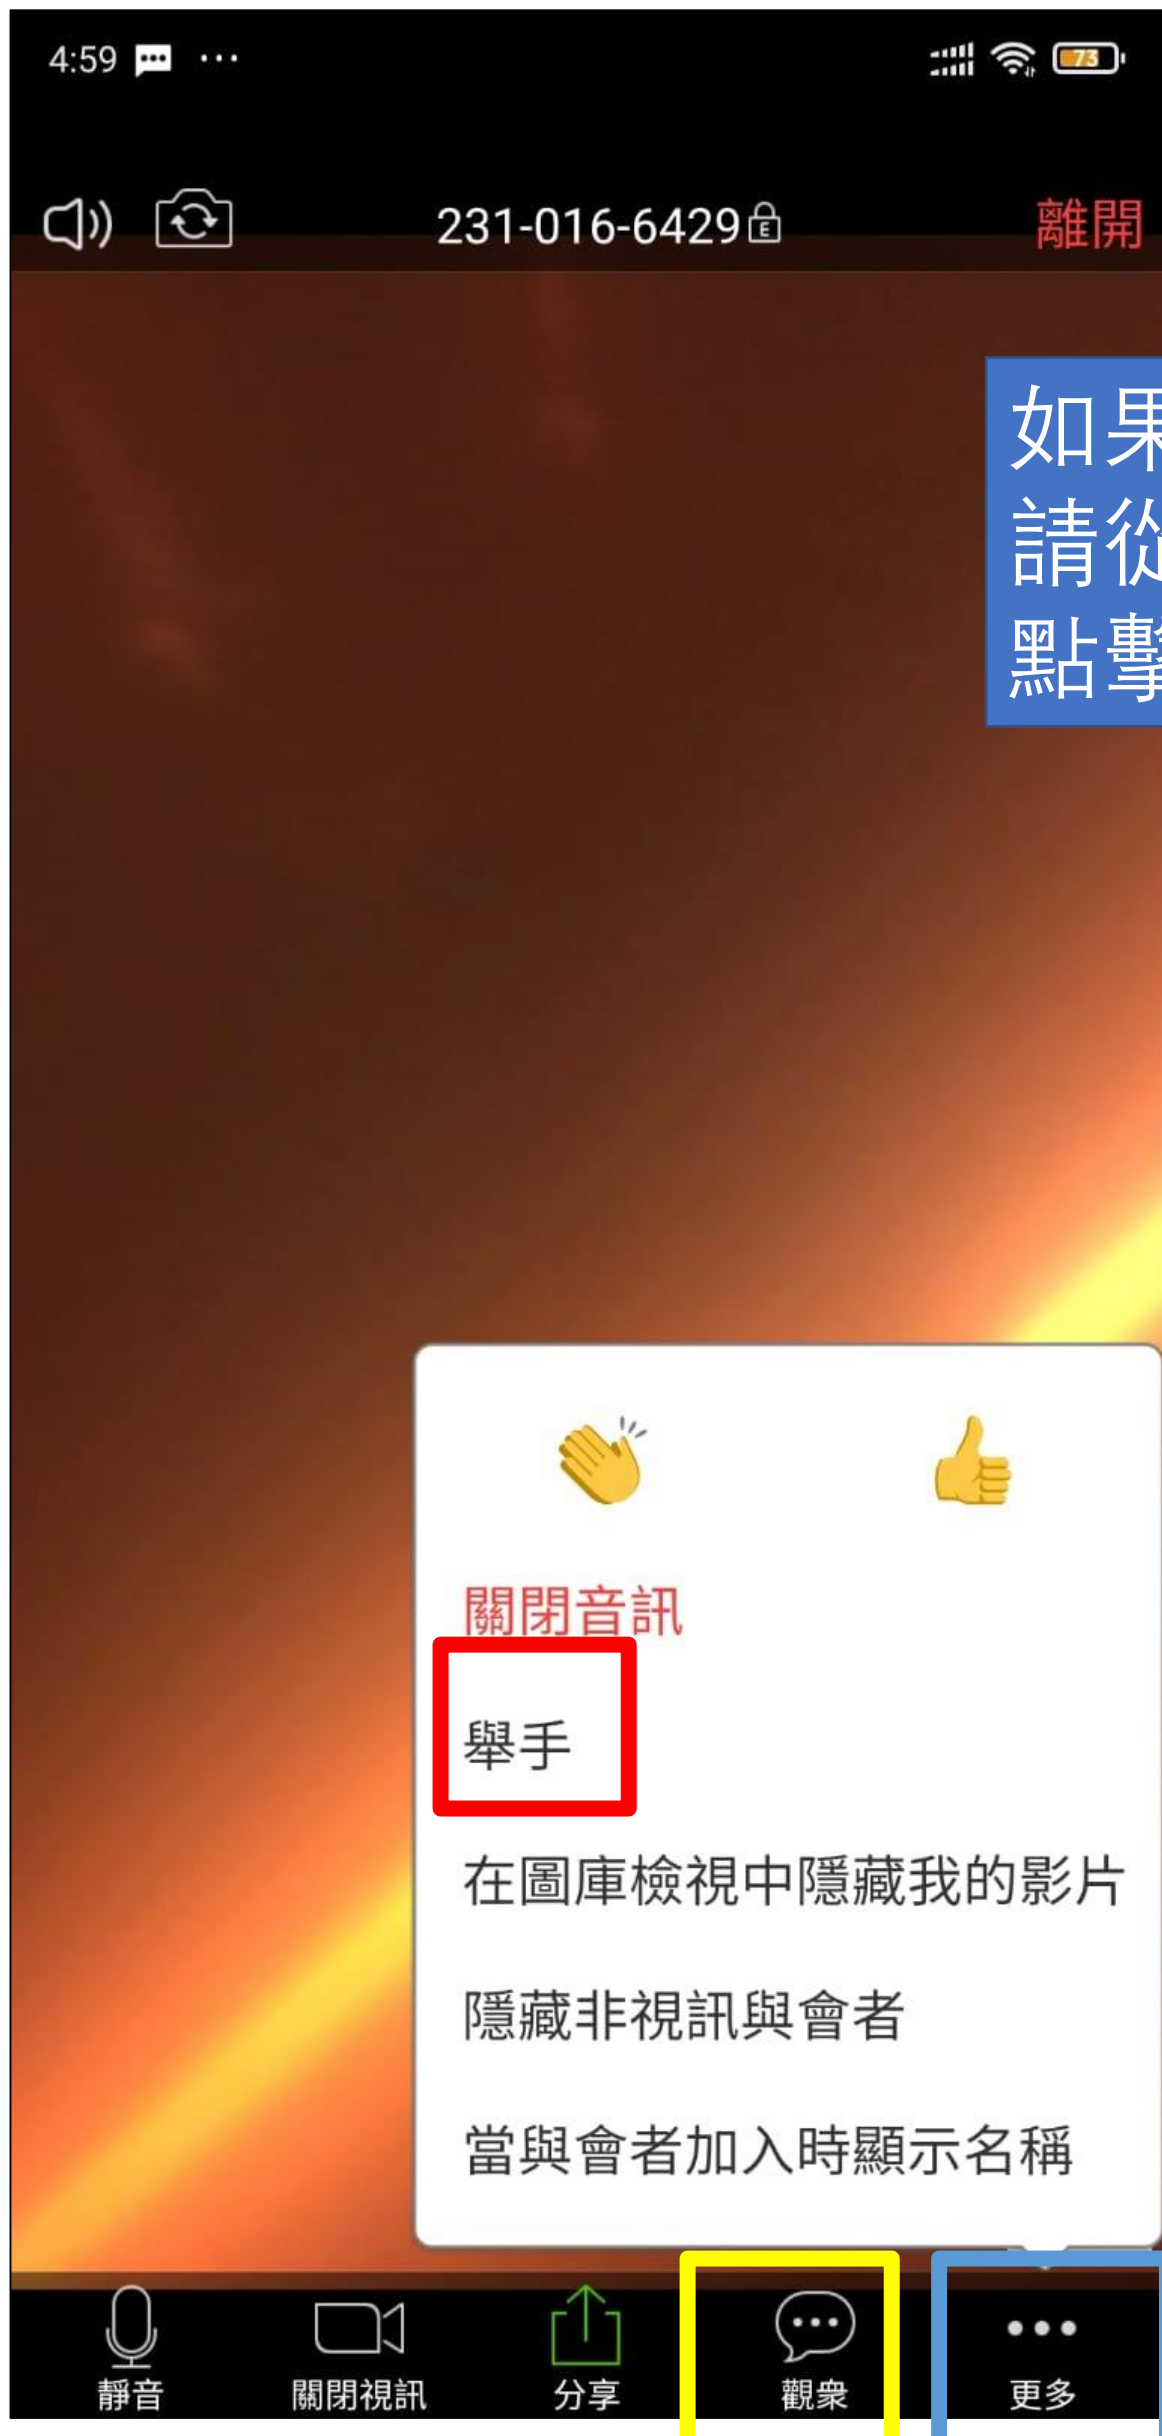 4:59
73
231-016-6429
離開
如果
請從
點擊
關閉音訊
舉手
在圖庫檢視中隱藏我的影片
隱藏非視訊與會者
當與會者加入時顯示名稱
靜音
關閉視訊
分享
觀衆
更多